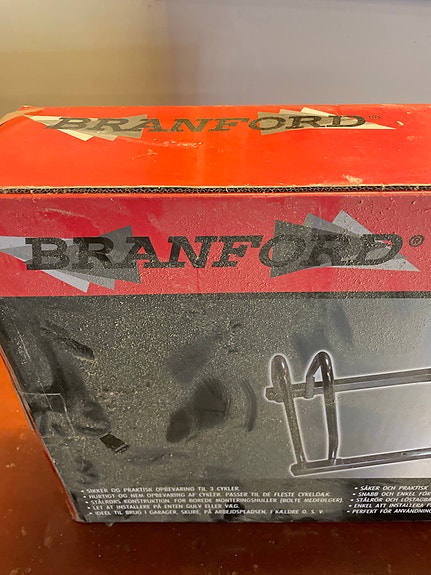 BRANFORD®
BRANFORD®
• SIKKER OG PRAKTISK OPBEVARING TIL 3 CYKLER.
• HURTIGT OG NEM OPBEVARING AF CYKLER. PASSER TIL DE FLESTE CYKELDÆK.
• STÅLRØRS KONSTRUKTION. FOR BOREDE MONTERINGSHULLER (BOLTE MEDFØLGER)
• LET AT INSTALLERE PÅ ENTEN GULV ELLER VÆG.
• IDEEL TIL BRUG I GARAGER, SKURE, PÅ ARBEJDSPLADSEN, I KÆLDRE O. S. V.
• SÄKER OCH PRAKTISK
• SNABB OCH ENKEL FÖR
• STÅLRÖR OCH LÖSTAGB
• ENKEL ATT INSTALLERA
• PERFEKT FÖR ANVÄNDNIN